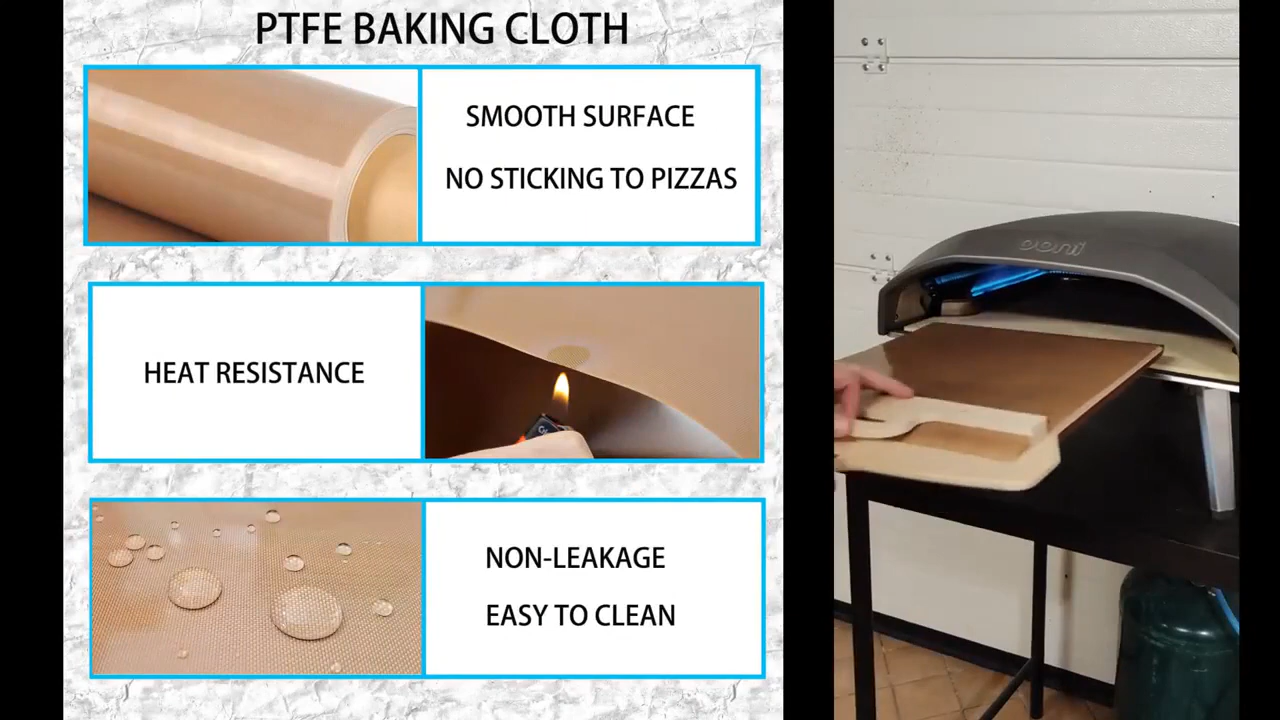 PTFE BAKING CLOTH
SMOOTH SURFACE
NO STICKING TO PIZZAS
HEAT RESISTANCE
NON-LEAKAGE
EASY TO CLEAN
ooni